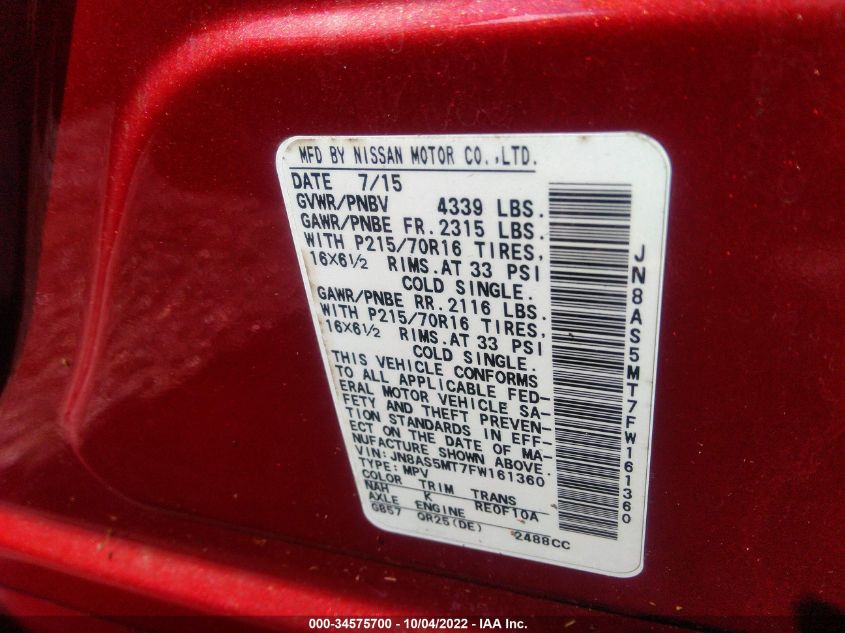 MFD BY NISSAN MOTOR CO.,LTD.
DATE 7/15
GVWR/PNBV 4339 LBS.
GAWR/PNBE FR. 2315 LBS.
WITH P215/70R16 TIRES,
16X6½ RIMS. AT 33 PSI
COLD SINGLE.
GAWR/PNBE RR. 2116 LBS.
WITH P215/70R16 TIRES,
16X6½ RIMS. AT 33 PSI
COLD SINGLE.
THIS VEHICLE CONFORMS
TO ALL APPLICABLE FED-
ERAL MOTOR VEHICLE SA-
FETY AND THEFT PREVEN-
TION STANDARDS IN EFF-
ECT ON THE DATE OF MA-
NUFACTURE SHOWN ABOVE.
VIN: JN8AS5MT7FW161360
TYPE: MPV
COLOR TRIM TRANS
NAH K RE0F10A
AXLE ENGINE
GB57 QR25(DE) 2488CC
JN8AS5MT7FW161360
000-34575700 - 10/04/2022 - IAA Inc.